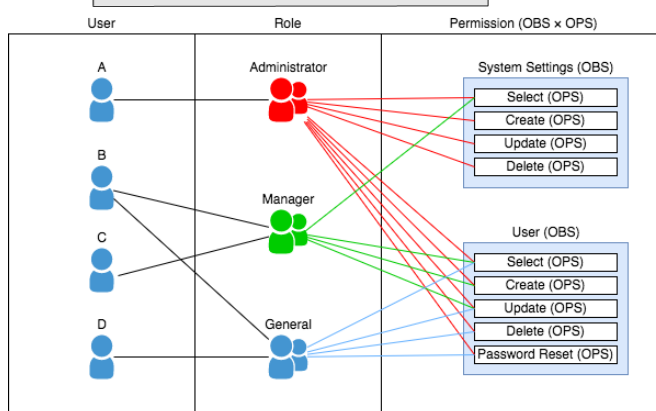 User
Role
Permission (OBS × OPS)
A
Administrator
System Settings (OBS)
Select (OPS)
Create (OPS)
Update (OPS)
Delete (OPS)
B
Manager
C
User (OBS)
Select (OPS)
Create (OPS)
Update (OPS)
Delete (OPS)
Password Reset (OPS)
D
General